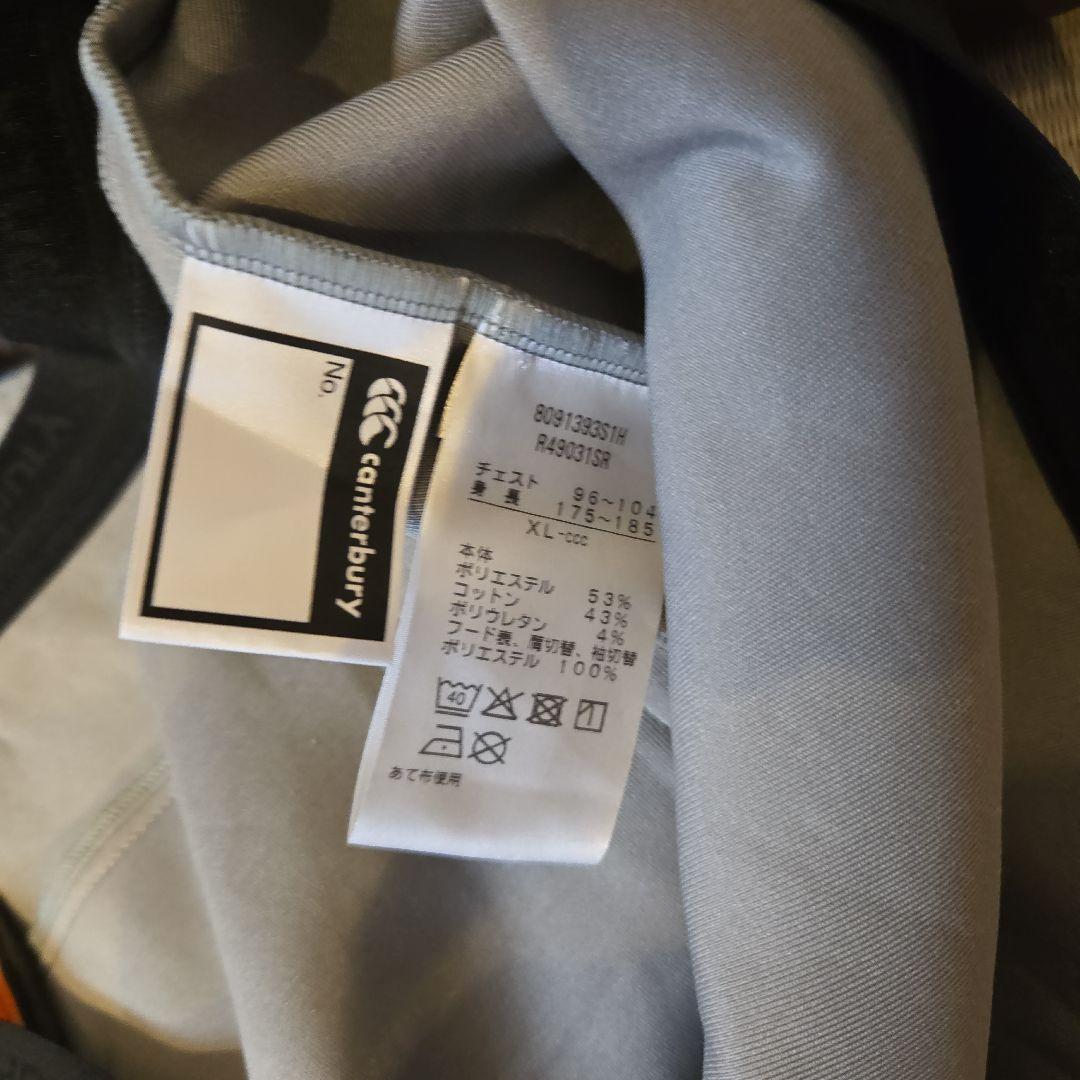 No.
canterbury
8091393S1H
R49031SR
チェスト 96~104
身長 175~185
XL-ccc
本体
ポリエステル 53%
コットン 43%
ポリウレタン 4%
フード表、肩切替、袖切替
ポリエステル 100%
40
あて布使用